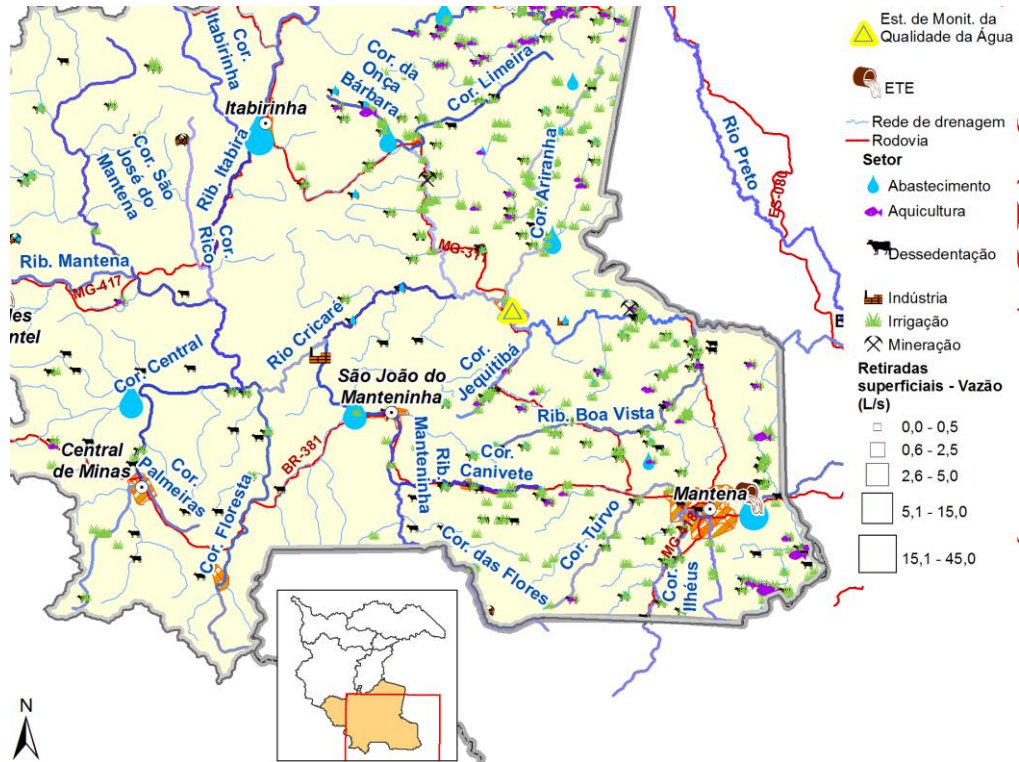 Cor.
Itabirinha
Itabirinha
Cor. da
Onça
Bárbara
Cor. Limeira
Cor. São
José do
Mantena
Rib. Itabira
Cor.
Rico
Cor. Ariranha
Rio Preto
ES-080
Rib. Mantena
MG-417
MG-377
des
ntel
Rio Cricaré
Cor. Central
São João do
Manteninha
Cor.
Jequitibá
Rib. Boa Vista
Central
de Minas
Cor.
Palmeiras
BR-381
Rib.
Manteninha
Cor.
Canivete
Mantena
Cor. Floresta
Cor. das Flores
Cor. Turvo
MG-418
Cor.
Ilhéus
N
Est. de Monit. da
Qualidade da Água
ETE
Rede de drenagem
Rodovia
Setor
Abastecimento
Aquicultura
Dessedentação
Indústria
Irrigação
Mineração
Retiradas
superficiais - Vazão
(L/s)
0,0 - 0,5
0,6 - 2,5
2,6 - 5,0
5,1 - 15,0
15,1 - 45,0